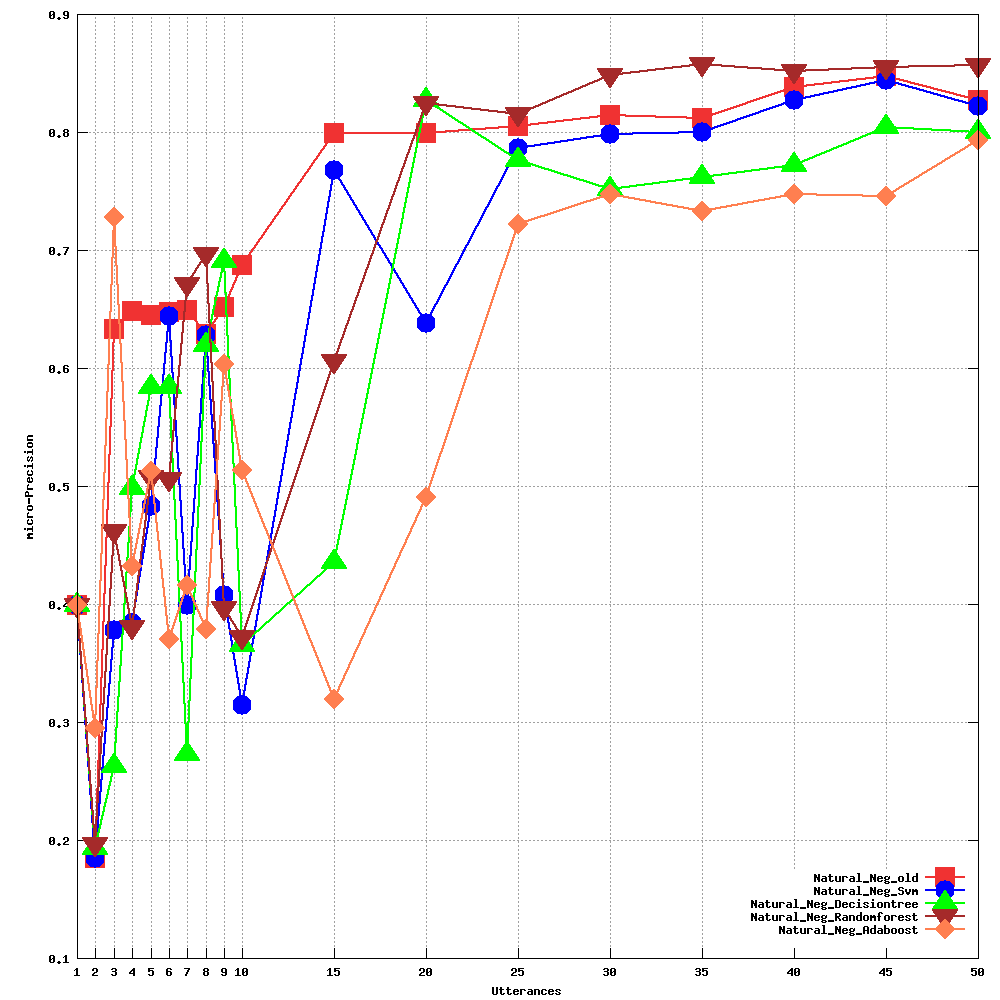 0.9
0.8
0.7
0.6
0.5
0.4
0.3
0.2
0.1
micro-Precision
Natural_Neg_old
Natural_Neg_Svm
Natural_Neg_Decisiontree
Natural_Neg_Randomforest
Natural_Neg_Adaboost
1 2 3 4 5 6 7 8 9 10 15 20 25 30 35 40 45 50
Utterances